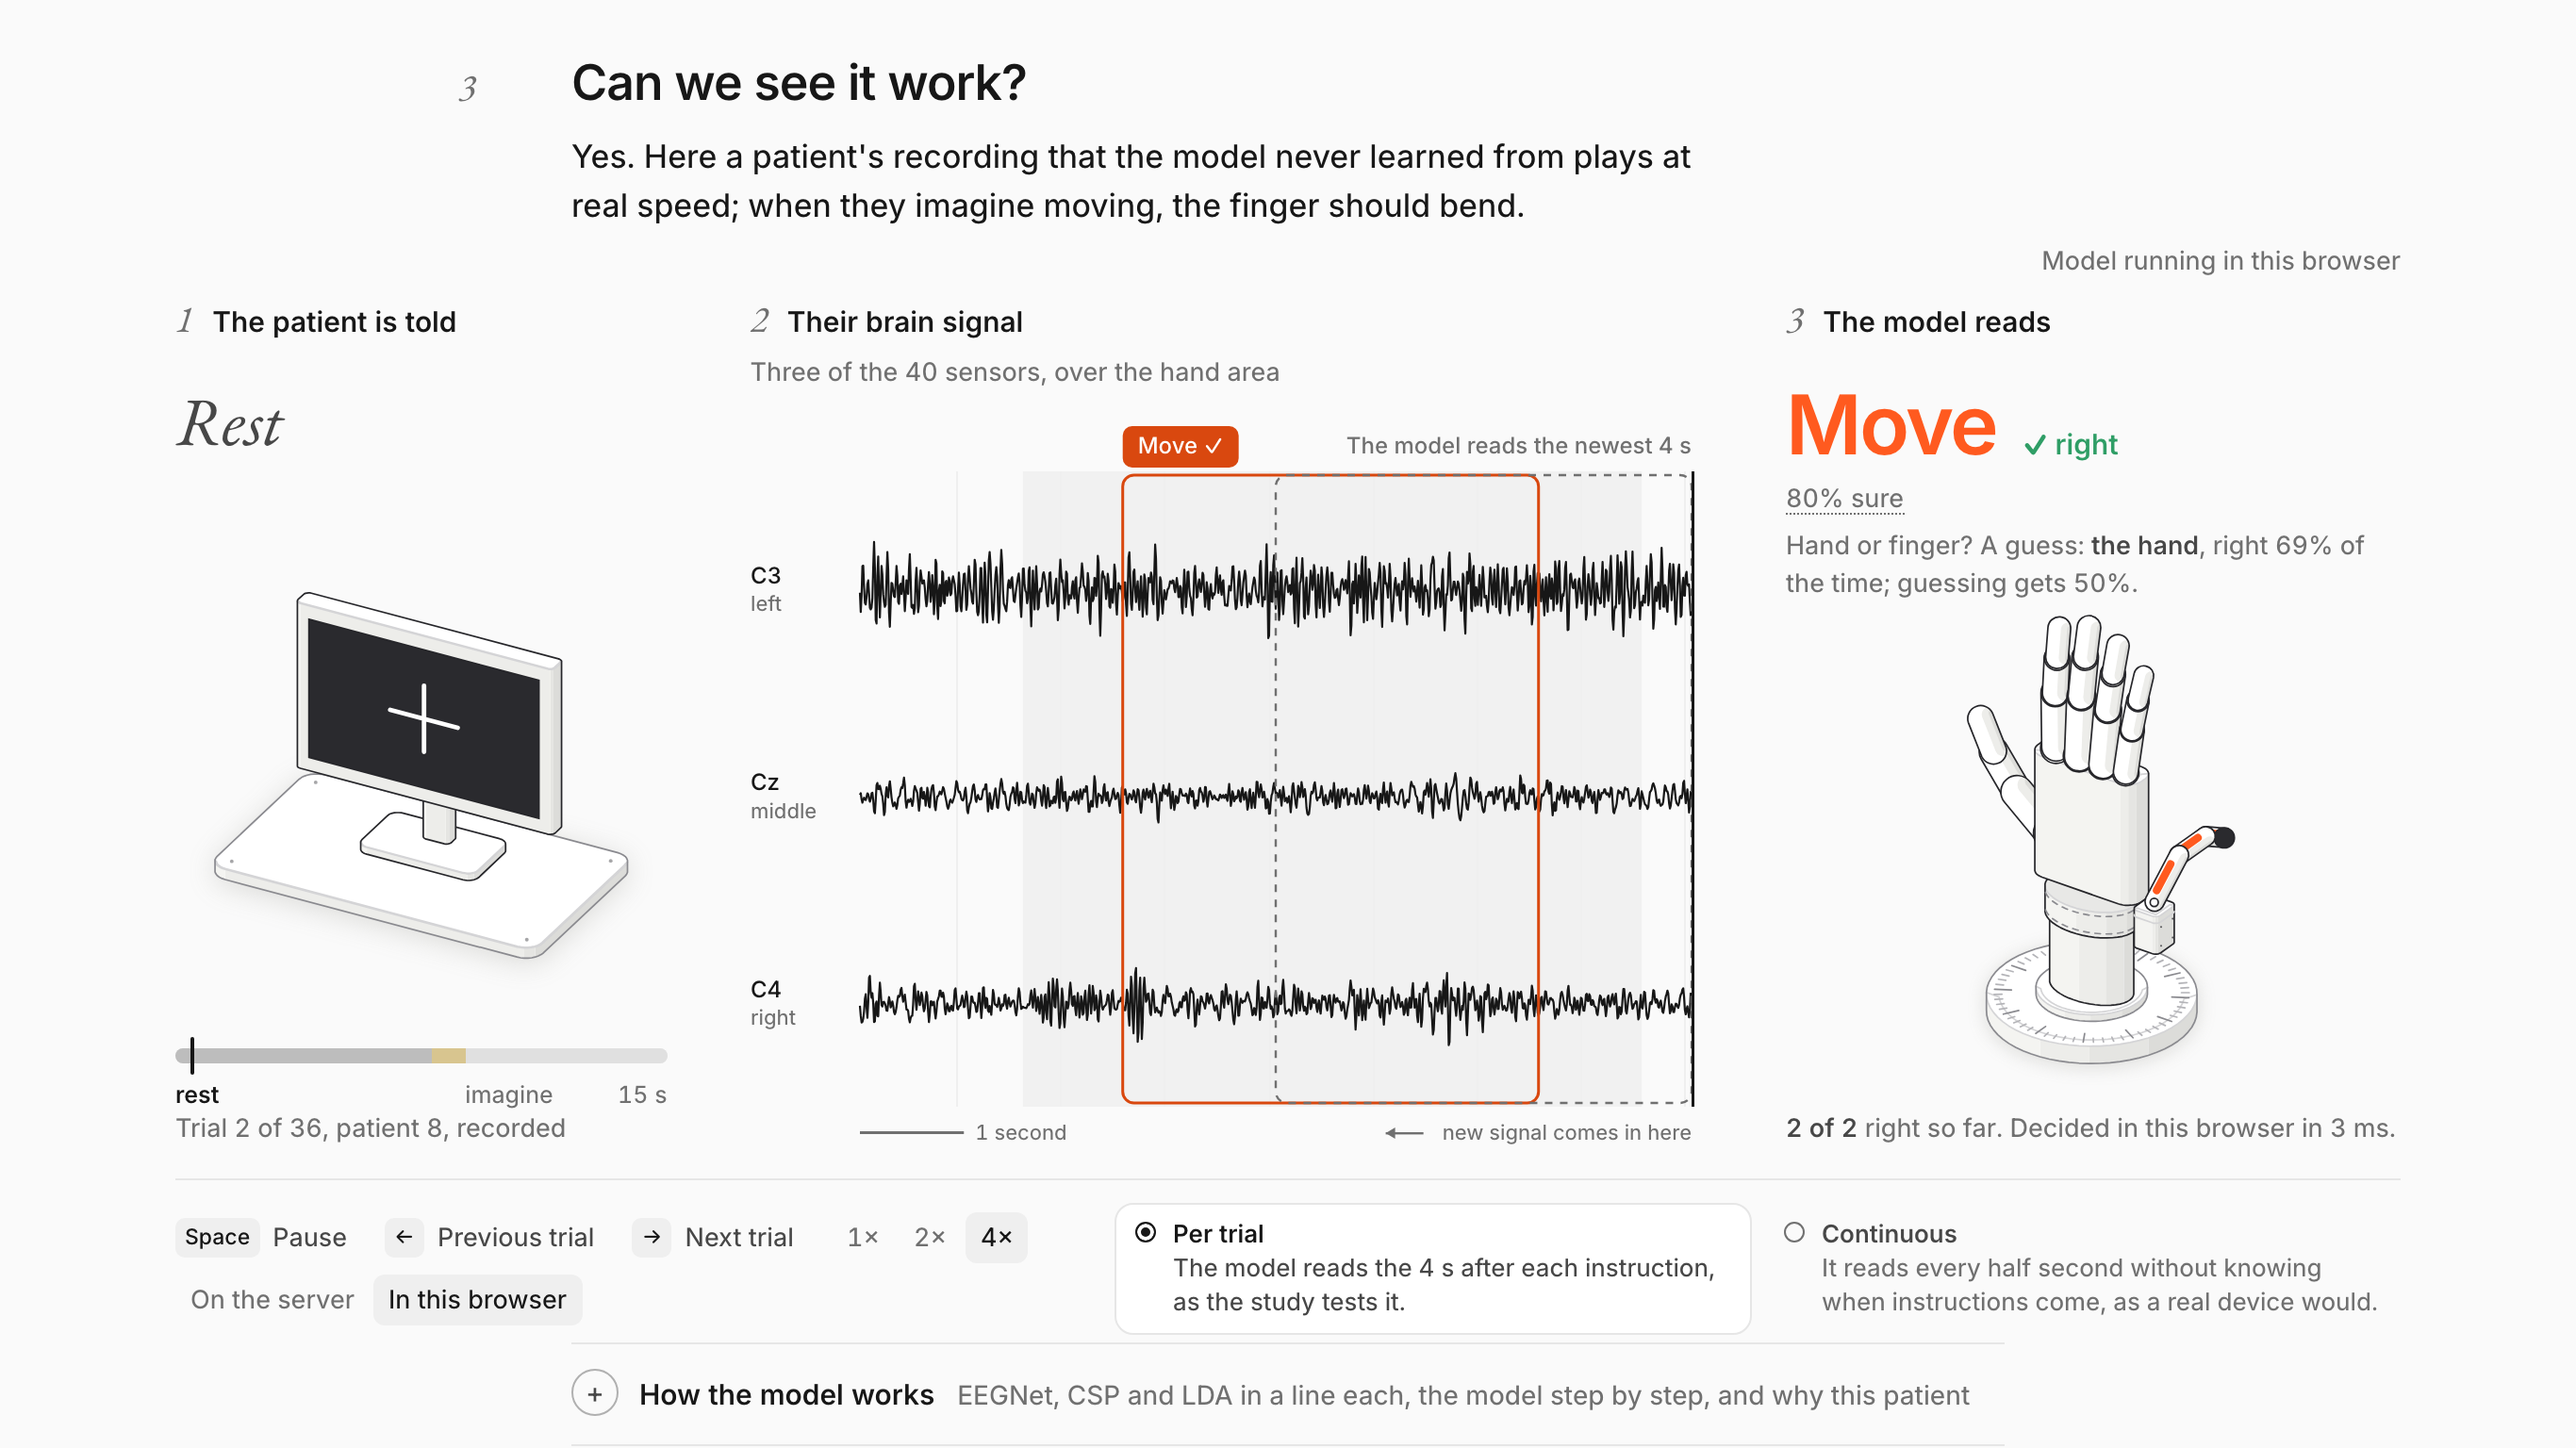 3 Can we see it work?
Yes. Here a patient's recording that the model never learned from plays at
real speed; when they imagine moving, the finger should bend.
Model running in this browser
1 The patient is told
Rest
rest imagine 15 s
Trial 2 of 36, patient 8, recorded
2 Their brain signal
Three of the 40 sensors, over the hand area
Move ✓ The model reads the newest 4 s
C3
left
Cz
middle
C4
right
1 second ← new signal comes in here
3 The model reads
Move ✓ right
80% sure
Hand or finger? A guess: the hand, right 69% of
the time; guessing gets 50%.
2 of 2 right so far. Decided in this browser in 3 ms.
Space Pause ← Previous trial → Next trial 1× 2× 4×
On the server In this browser
Per trial
The model reads the 4 s after each instruction,
as the study tests it.
Continuous
It reads every half second without knowing
when instructions come, as a real device would.
+ How the model works EEGNet, CSP and LDA in a line each, the model step by step, and why this patient